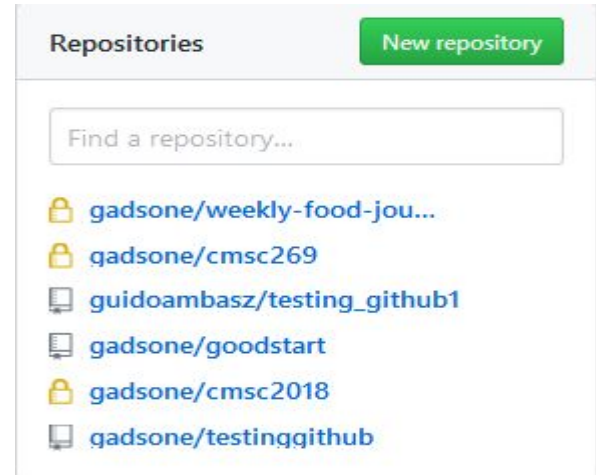 Repositories
New repository
Find a repository...
gadsone/weekly-food-jou...
gadsone/cmsc269
guidoambasz/testing_github1
gadsone/goodstart
gadsone/cmsc2018
gadsone/testinggithub